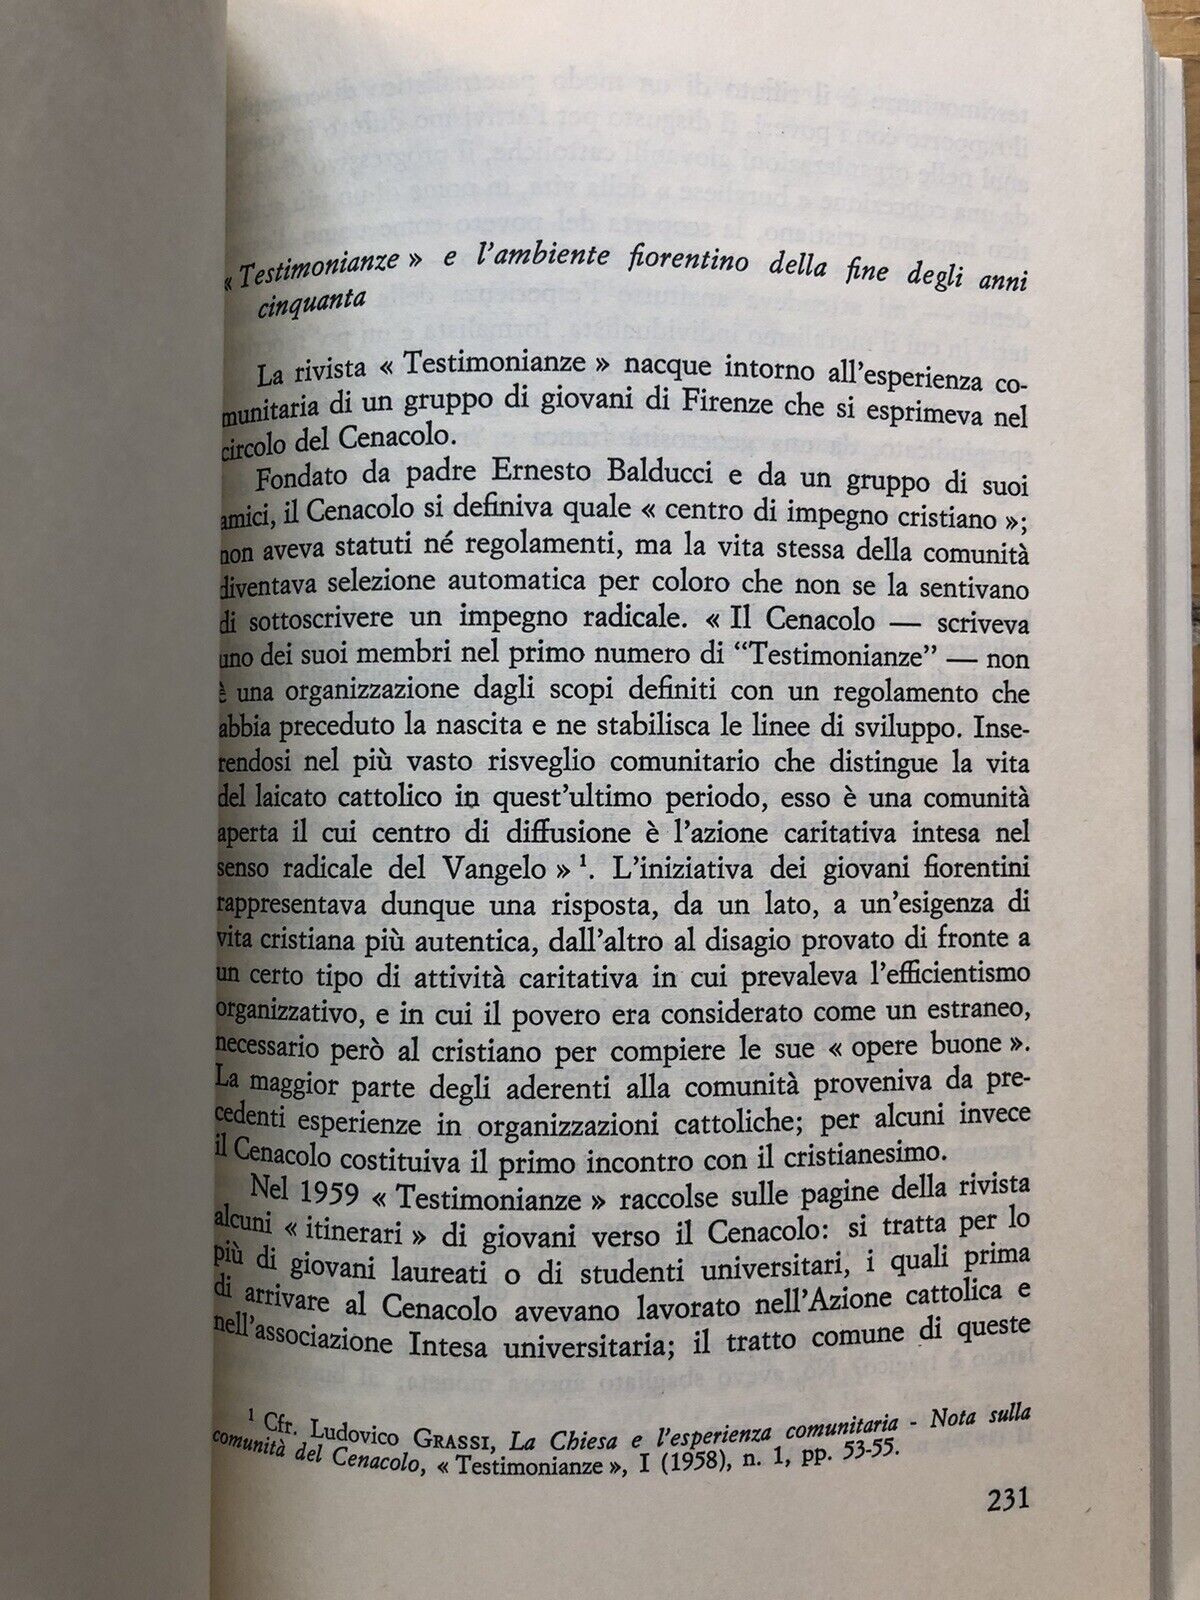 « Testimonianze » e l'ambiente fiorentino della fine degli anni
cinquanta
La rivista « Testimonianze » nacque intorno all'esperienza co-
munitaria di un gruppo di giovani di Firenze che si esprimeva nel
circolo del Cenacolo.
Fondato da padre Ernesto Balducci e da un gruppo di suoi
amici, il Cenacolo si definiva quale « centro di impegno cristiano »;
non aveva statuti né regolamenti, ma la vita stessa della comunità
diventava selezione automatica per coloro che non se la sentivano
di sottoscrivere un impegno radicale. « Il Cenacolo — scriveva
uno dei suoi membri nel primo numero di “Testimonianze” — non
è una organizzazione dagli scopi definiti con un regolamento che
abbia preceduto la nascita e ne stabilisca le linee di sviluppo. Inse-
rendosi nel più vasto risveglio comunitario che distingue la vita
del laicato cattolico in quest'ultimo periodo, esso è una comunità
aperta il cui centro di diffusione è l'azione caritativa intesa nel
senso radicale del Vangelo » ¹. L'iniziativa dei giovani fiorentini
rappresentava dunque una risposta, da un lato, a un'esigenza di
vita cristiana più autentica, dall'altro al disagio provato di fronte a
un certo tipo di attività caritativa in cui prevaleva l'efficientismo
organizzativo, e in cui il povero era considerato come un estraneo,
necessario però al cristiano per compiere le sue « opere buone ».
La maggior parte degli aderenti alla comunità proveniva da pre-
cedenti esperienze in organizzazioni cattoliche; per alcuni invece
il Cenacolo costituiva il primo incontro con il cristianesimo.
Nel 1959 « Testimonianze » raccolse sulle pagine della rivista
alcuni « itinerari » di giovani verso il Cenacolo: si tratta per lo
più di giovani laureati o di studenti universitari, i quali prima
di arrivare al Cenacolo avevano lavorato nell'Azione cattolica e
nell'associazione Intesa universitaria; il tratto comune di queste
¹ Cfr. Ludovico GRASSI, La Chiesa e l'esperienza comunitaria - Nota sulla
comunità del Cenacolo, « Testimonianze », I (1958), n. 1, pp. 53-55.
231